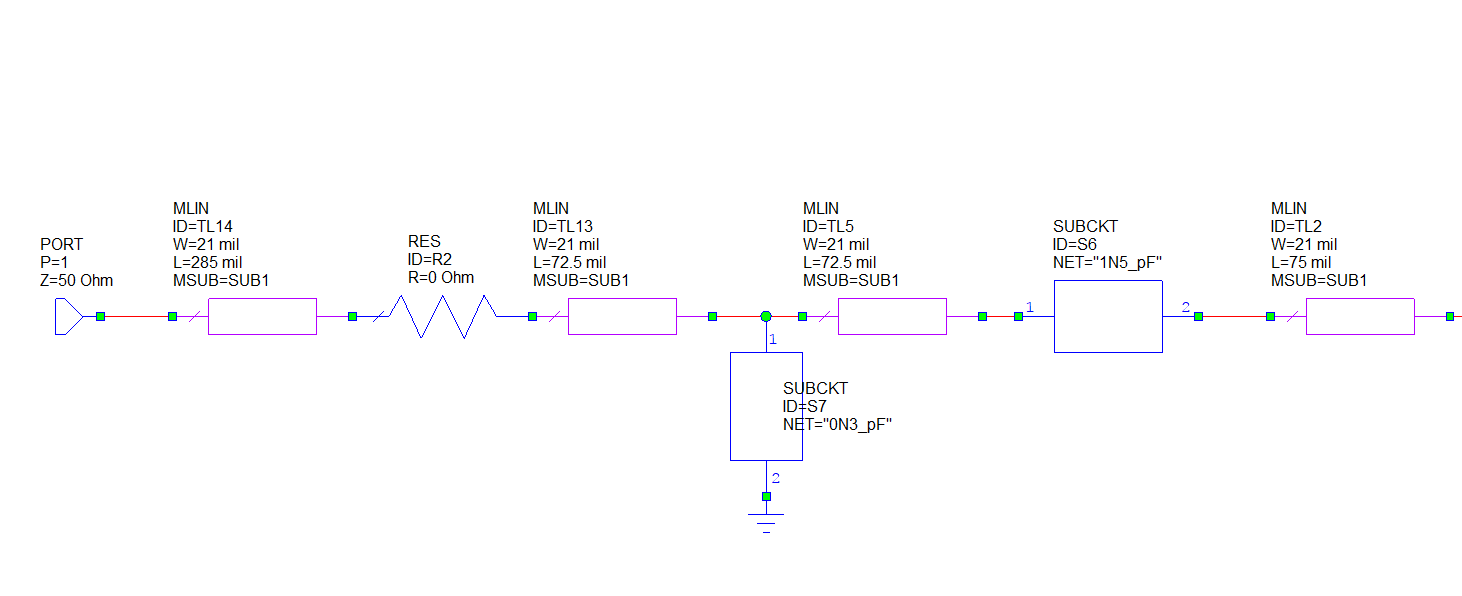 PORT
P=1
Z=50 Ohm
MLIN
ID=TL14
W=21 mil
L=285 mil
MSUB=SUB1
RES
ID=R2
R=0 Ohm
MLIN
ID=TL13
W=21 mil
L=72.5 mil
MSUB=SUB1
MLIN
ID=TL5
W=21 mil
L=72.5 mil
MSUB=SUB1
SUBCKT
ID=S6
NET="1N5_pF"
1
2
MLIN
ID=TL2
W=21 mil
L=75 mil
MSUB=SUB1
1
SUBCKT
ID=S7
NET="0N3_pF"
2